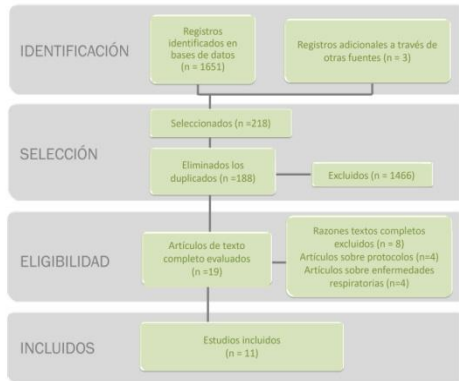 IDENTIFICACIÓN
Registros
identificados en
bases de datos
(n = 1651)
Registros adicionales a través de
otras fuentes (n = 3)
SELECCIÓN
Seleccionados (n =218)
Eliminados los
duplicados (n =188)
Excluidos (n = 1466)
ELIGIBILIDAD
Artículos de texto
completo evaluados
(n =19)
Razones textos completos
excluidos (n = 8)
Artículos sobre protocolos (n=4)
Artículos sobre enfermedades
respiratorias (n=4)
INCLUIDOS
Estudios incluidos
(n = 11)